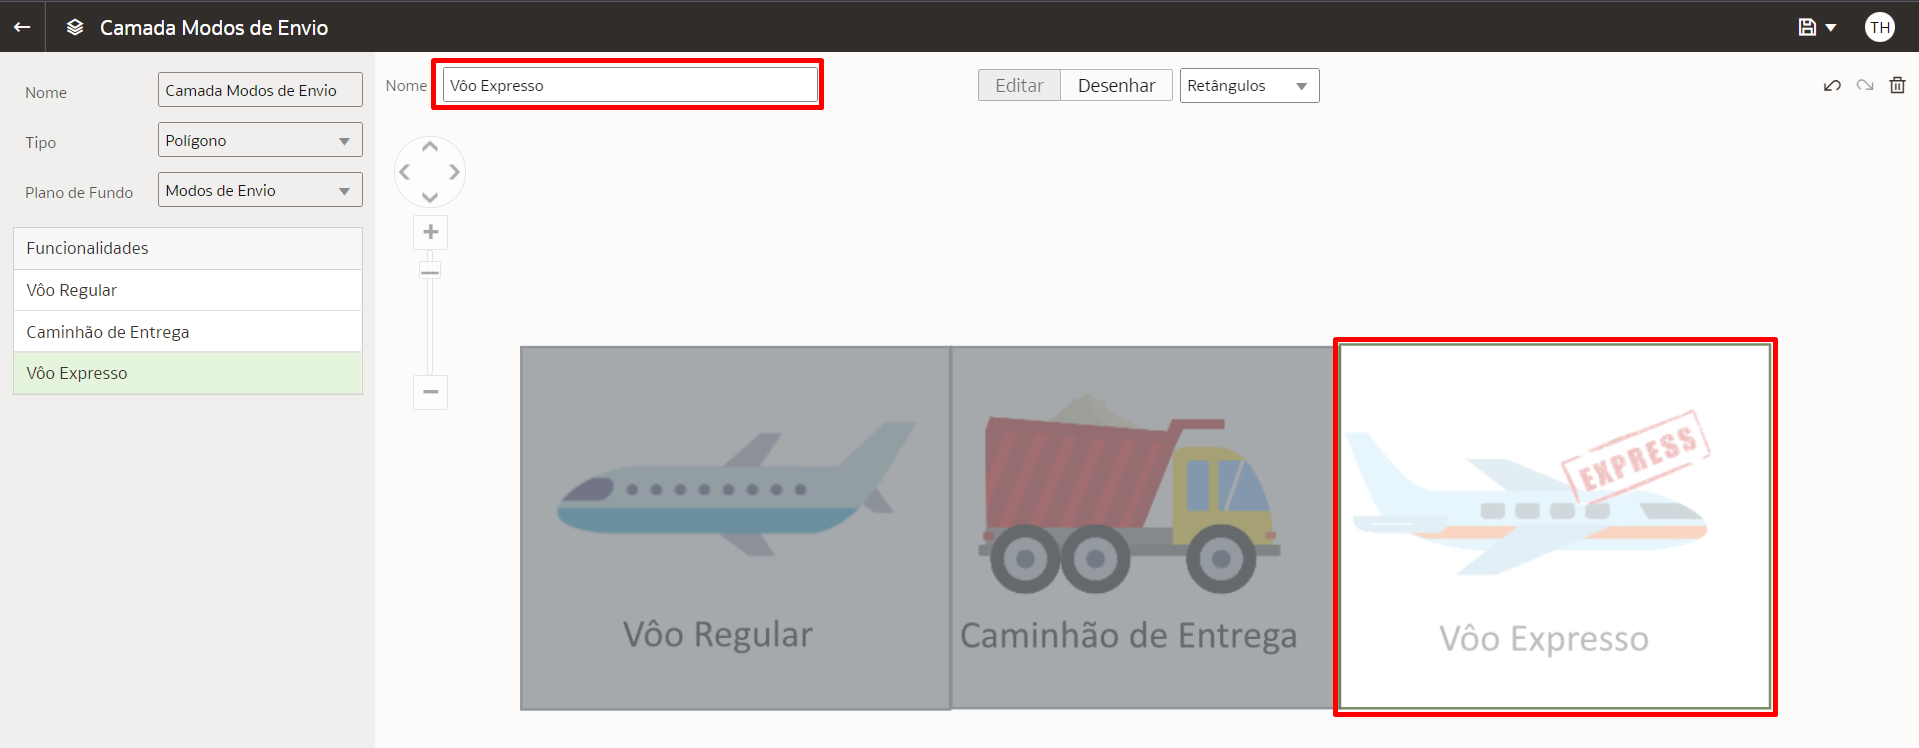 Camada Modos de Envio
TH
Nome
Camada Modos de Envio
Tipo
Polígono
Plano de Fundo
Modos de Envio
Funcionalidades
Vôo Regular
Caminhão de Entrega
Vôo Expresso
Nome
Vôo Expresso
Editar
Desenhar
Retângulos
EXPRESS
Vôo Regular
Caminhão de Entrega
Vôo Expresso